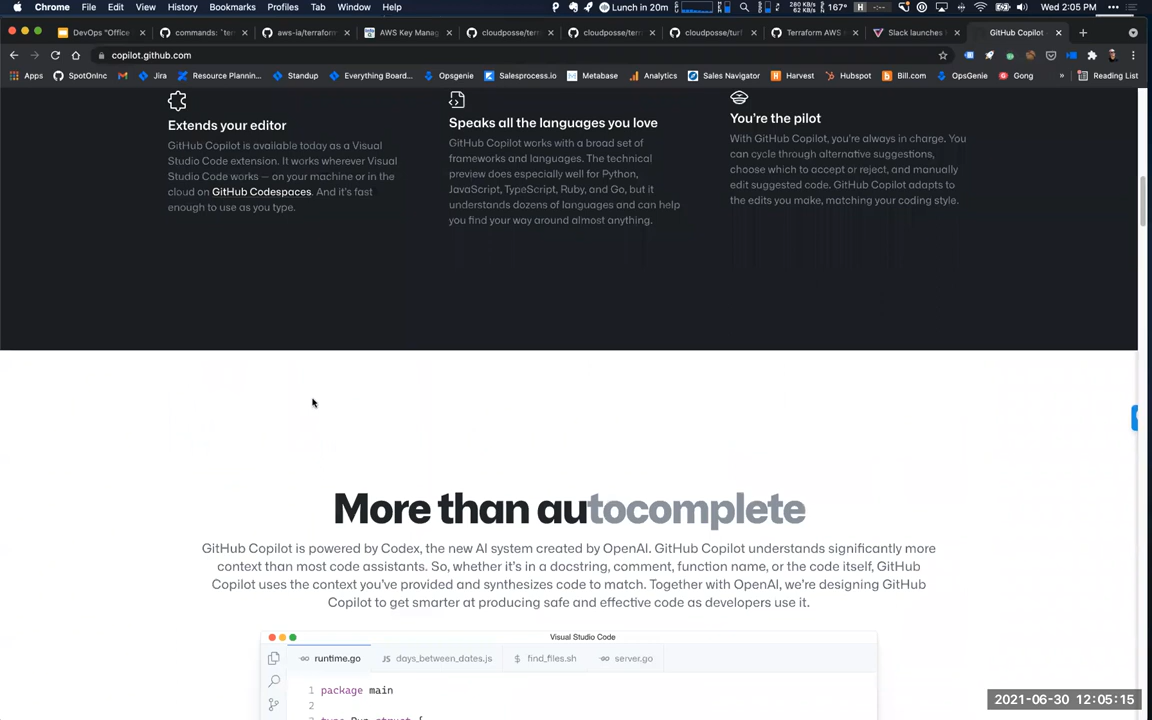 Chrome File Edit View History Bookmarks Profiles Tab Window Help Lunch in 20m 280 KB/s 62 KB/s 167° H Wed 2:05 PM
DevOps "Office commands: `ter aws-ia/terraform AWS Key Manag cloudposse/terr cloudposse/terr cloudposse/turf Terraform AWS Slack launches GitHub Copilot
copilot.github.com
Apps SpotOnInc Jira Resource Plannin... Standup Everything Board... Opsgenie Salesprocess.io Metabase Analytics Sales Navigator Harvest Hubspot Bill.com OpsGenie Gong » Reading List
Extends your editor
GitHub Copilot is available today as a Visual
Studio Code extension. It works wherever Visual
Studio Code works — on your machine or in the
cloud on GitHub Codespaces. And it's fast
enough to use as you type.
Speaks all the languages you love
GitHub Copilot works with a broad set of
frameworks and languages. The technical
preview does especially well for Python,
JavaScript, TypeScript, Ruby, and Go, but it
understands dozens of languages and can help
you find your way around almost anything.
You're the pilot
With GitHub Copilot, you're always in charge. You
can cycle through alternative suggestions,
choose which to accept or reject, and manually
edit suggested code. GitHub Copilot adapts to
the edits you make, matching your coding style.
More than autocomplete
GitHub Copilot is powered by Codex, the new AI system created by OpenAI. GitHub Copilot understands significantly more
context than most code assistants. So, whether it's in a docstring, comment, function name, or the code itself, GitHub
Copilot uses the context you've provided and synthesizes code to match. Together with OpenAI, we're designing GitHub
Copilot to get smarter at producing safe and effective code as developers use it.
Visual Studio Code
runtime.go JS days_between_dates.js $ find_files.sh server.go
1 package main
2
type Run struct {
2021-06-30 12:05:15